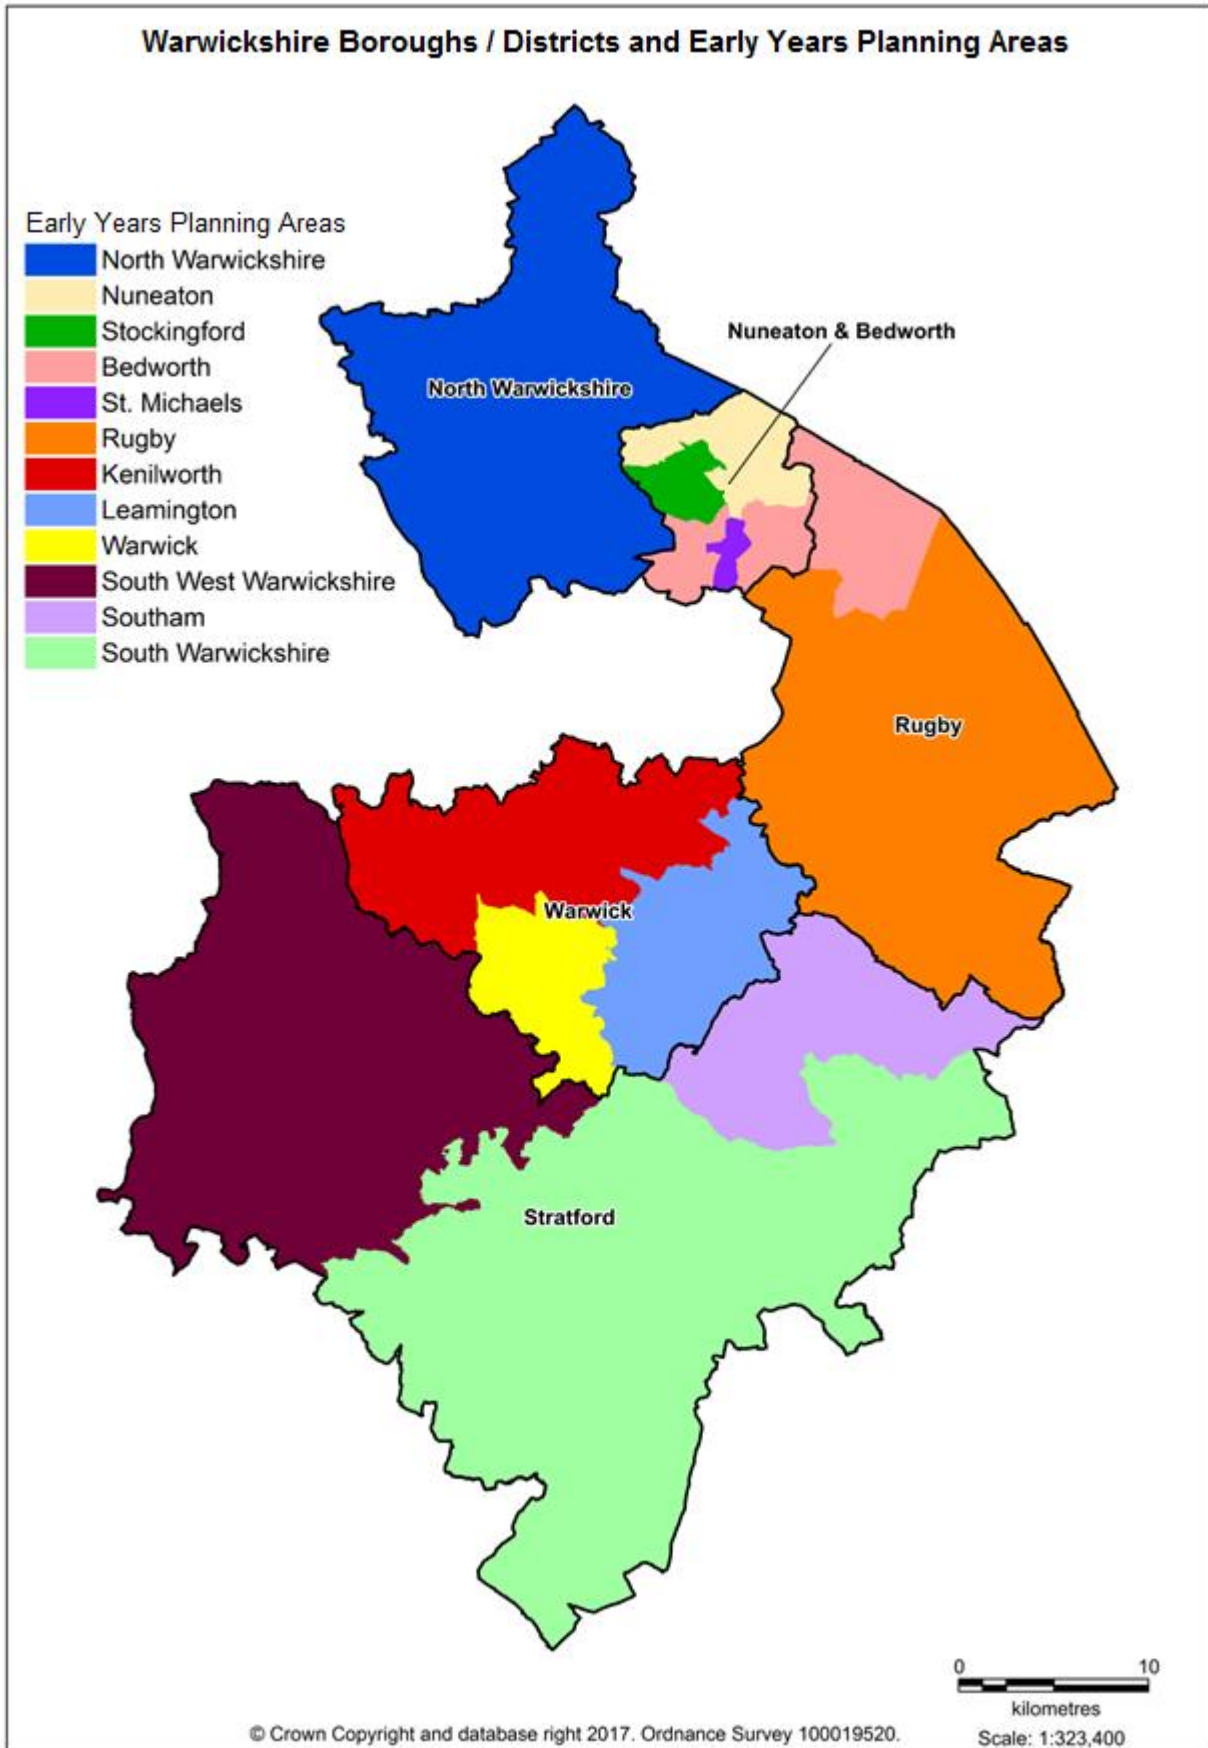 Warwickshire Boroughs / Districts and Early Years Planning Areas
Early Years Planning Areas
North Warwickshire
Nuneaton
Stockingford
Bedworth
St. Michaels
Rugby
Kenilworth
Leamington
Warwick
South West Warwickshire
Southam
South Warwickshire
Nuneaton & Bedworth
North Warwickshire
Rugby
Warwick
Stratford
0 10
kilometres
Scale: 1:323,400
© Crown Copyright and database right 2017. Ordnance Survey 100019520.